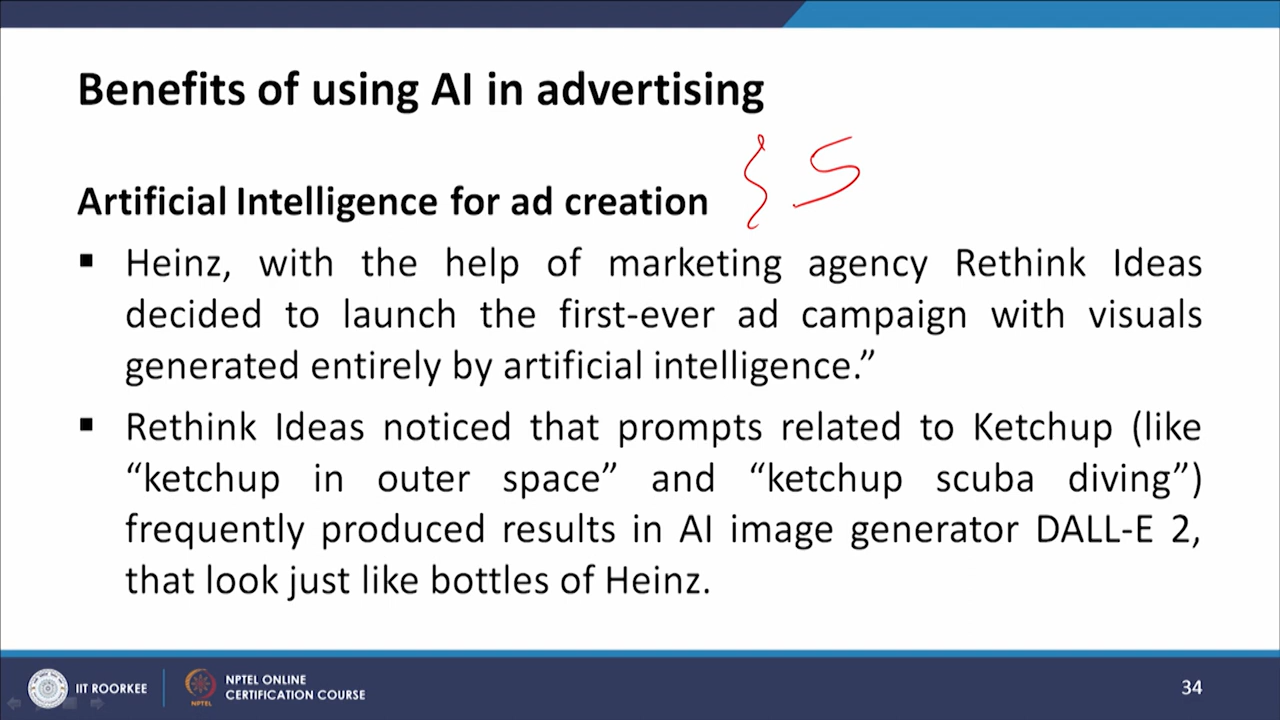 Benefits of using AI in advertising
Artificial Intelligence for ad creation } 5
▪ Heinz, with the help of marketing agency Rethink Ideas
decided to launch the first-ever ad campaign with visuals
generated entirely by artificial intelligence.”
▪ Rethink Ideas noticed that prompts related to Ketchup (like
“ketchup in outer space” and “ketchup scuba diving”)
frequently produced results in AI image generator DALL-E 2,
that look just like bottles of Heinz.
IIT ROORKEE
NPTEL
NPTEL ONLINE
CERTIFICATION COURSE
34